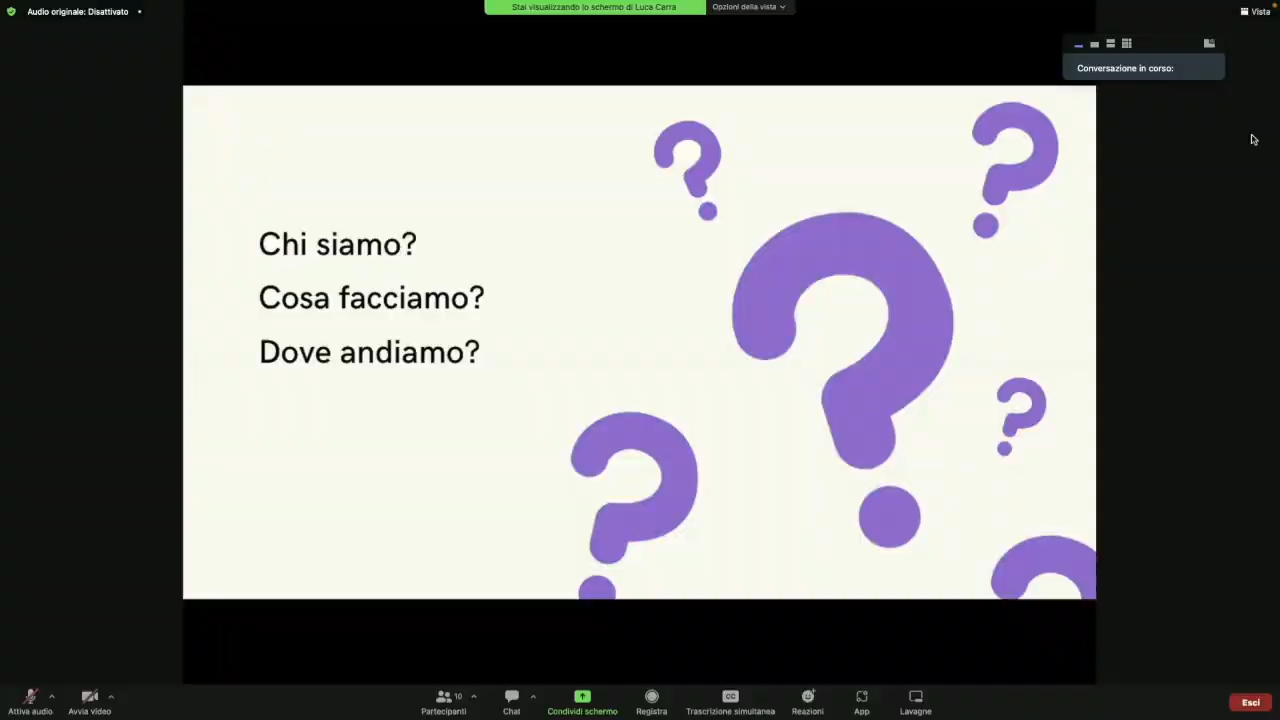 Audio originale: Disattivato
Stai visualizzando lo schermo di Luca Carra
Opzioni della vista
Vista
Conversazione in corso:
Chi siamo?
Cosa facciamo?
Dove andiamo?
Attiva audio
Avvia video
10
Partecipanti
Chat
Condividi schermo
Registra
CC
Trascrizione simultanea
Reazioni
App
Lavagne
Esci